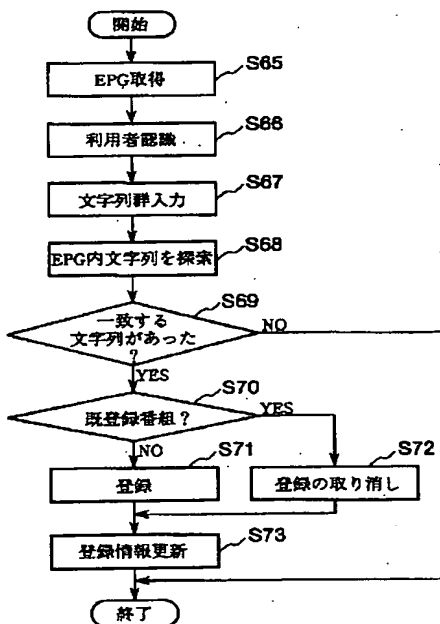 開始
EPG取得
S65
利用者認識
S66
文字列群入力
S67
EPG内文字列を探索
S68
一致する
文字列があった
?
S69
NO
YES
既登録番組?
S70
YES
NO
登録
S71
登録の取り消し
S72
登録情報更新
S73
終了